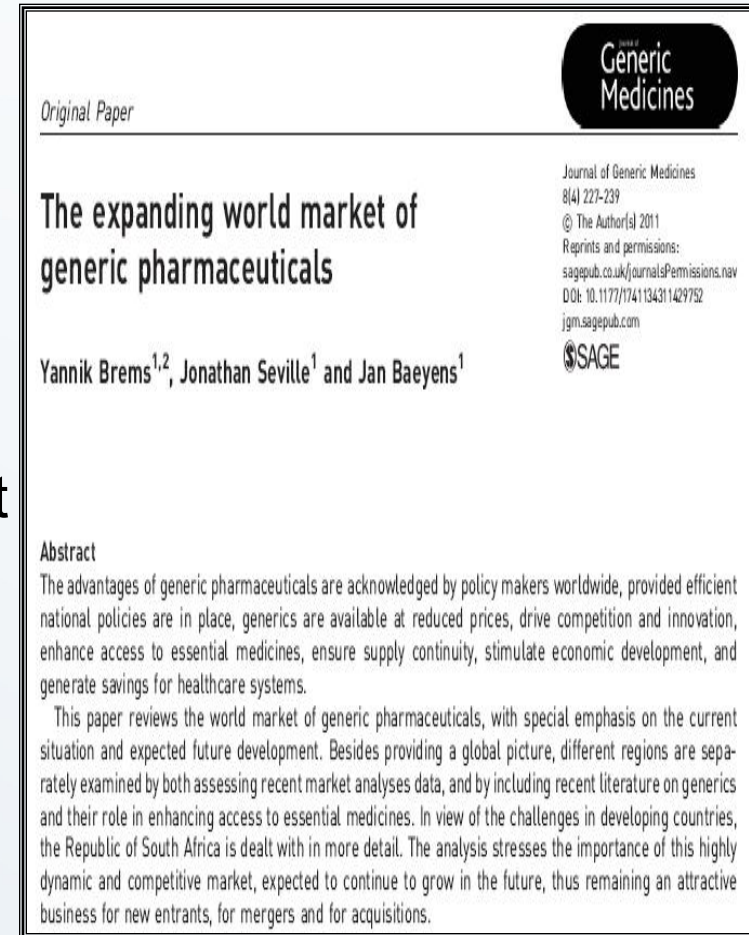 Original Paper
Journal of
Generic
Medicines
The expanding world market of
generic pharmaceuticals
Yannik Brems1,2, Jonathan Seville1 and Jan Baeyens1
Journal of Generic Medicines
8(4) 227-239
© The Author(s) 2011
Reprints and permissions:
sagepub.co.uk/journalsPermissions.nav
DOI: 10.1177/1741134311429752
jgm.sagepub.com
SAGE
t
Abstract
The advantages of generic pharmaceuticals are acknowledged by policy makers worldwide, provided efficient
national policies are in place, generics are available at reduced prices, drive competition and innovation,
enhance access to essential medicines, ensure supply continuity, stimulate economic development, and
generate savings for healthcare systems.
This paper reviews the world market of generic pharmaceuticals, with special emphasis on the current
situation and expected future development. Besides providing a global picture, different regions are sepa-
rately examined by both assessing recent market analyses data, and by including recent literature on generics
and their role in enhancing access to essential medicines. In view of the challenges in developing countries,
the Republic of South Africa is dealt with in more detail. The analysis stresses the importance of this highly
dynamic and competitive market, expected to continue to grow in the future, thus remaining an attractive
business for new entrants, for mergers and for acquisitions.